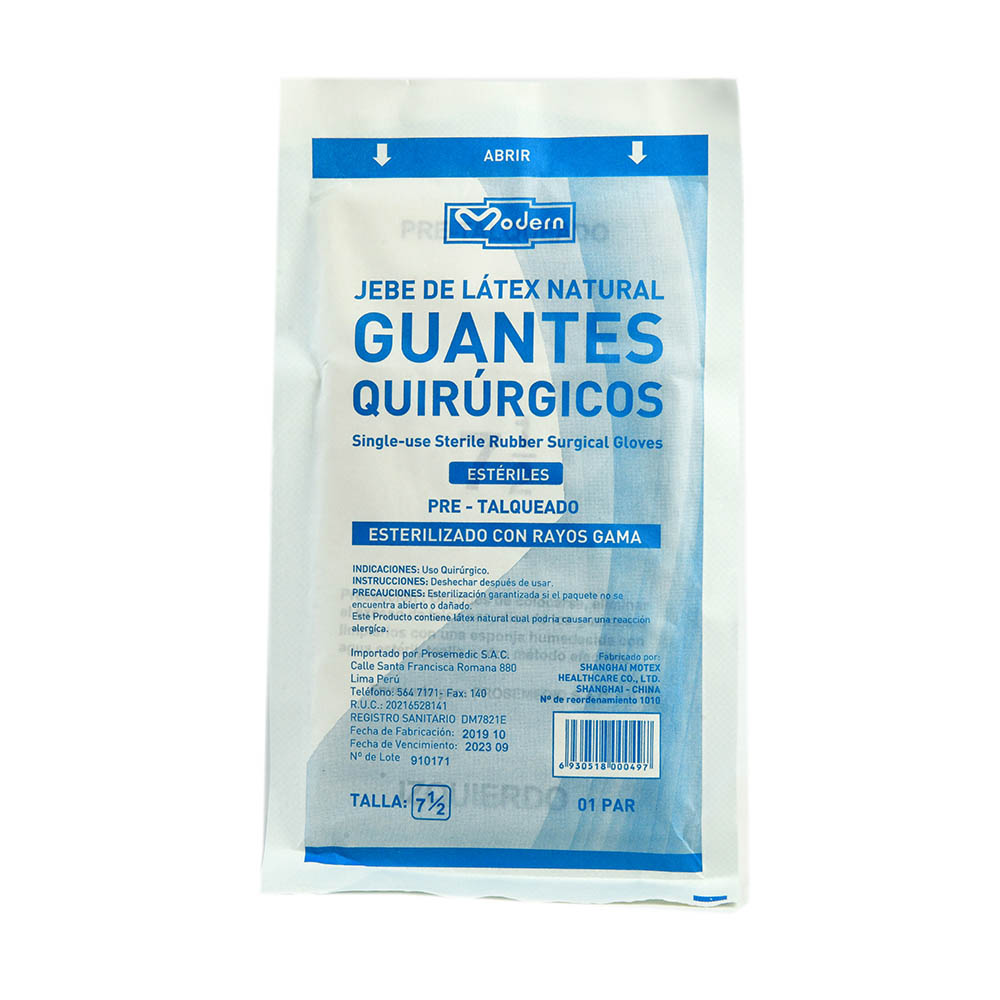 ABRIR
Modern
JEBE DE LÁTEX NATURAL
GUANTES
QUIRÚRGICOS
Single-use Sterile Rubber Surgical Gloves
ESTÉRILES
PRE - TALQUEADO
ESTERILIZADO CON RAYOS GAMA
INDICACIONES: Uso Quirúrgico.
INSTRUCCIONES: Deshechar después de usar.
PRECAUCIONES: Esterilización garantizada si el paquete no se
encuentra abierto o dañado.
Este Producto contiene látex natural cual podría causar una reacción
alergíca.
Importado por Prosemedic S.A.C.
Calle Santa Francisca Romana 880
Lima Perú
Teléfono: 564 7171- Fax: 140
R.U.C.: 20216528141
REGISTRO SANITARIO DM7821E
Fecha de Fabricación: 2019 10
Fecha de Vencimiento: 2023 09
Nº de Lote 910171
Fabricado por:
SHANGHAI MOTEX
HEALTHCARE CO., LTD.
SHANGHAI - CHINA
Nº de reordenamiento 1010
6 930518 000497
TALLA: 7 1/2
IZQUIERDO
01 PAR